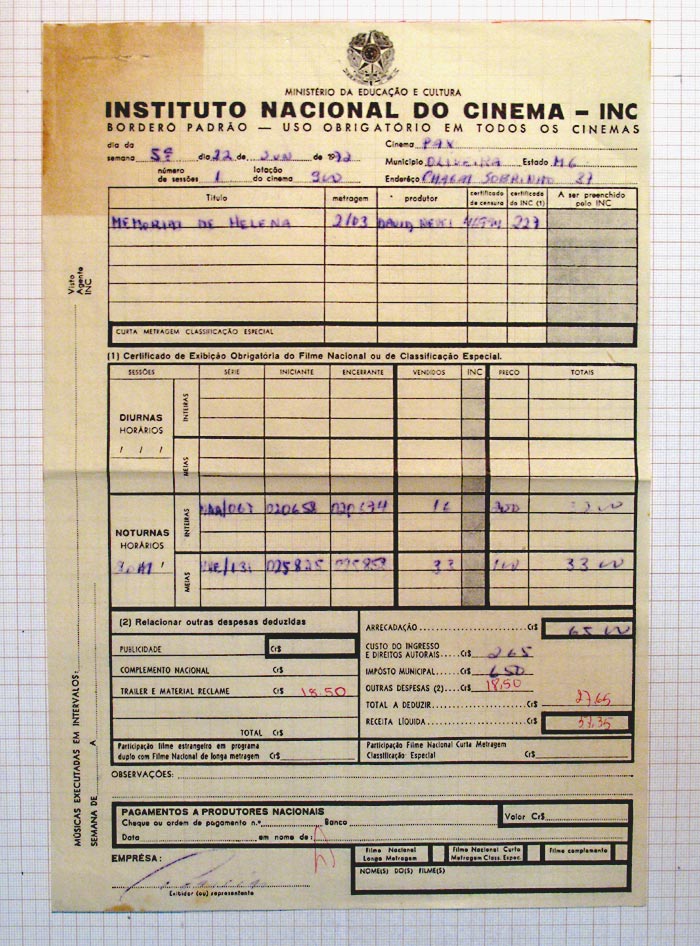 MINISTÉRIO DA EDUCAÇÃO E CULTURA
INSTITUTO NACIONAL DO CINEMA – INC
BORDERÔ PADRÃO — USO OBRIGATÓRIO EM TODOS OS CINEMAS
dia da semana 5ª dia 22 de JUN de 1972 Cinema PAX
Município OLIVEIRA Estado MG
número de sessões 1 lotação do cinema 300 Enderêço CHAGAS SOBRINHO 27
Título metragem produtor certificado de censura certificado do INC (1) A ser preenchido pelo INC
MEMORIAS DE HELENA 2103 DAVID NEVES 227
CURTA METRAGEM CLASSIFICAÇÃO ESPECIAL
(1) Certificado de Exibição Obrigatória do Filme Nacional ou de Classificação Especial.
SESSÕES SÉRIE INICIANTE ENCERRANTE VENDIDOS INC PREÇO TOTAIS
DIURNAS
HORÁRIOS
INTEIRAS
MEIAS
NOTURNAS
HORÁRIOS
INTEIRAS 020658 020674 16 200 32 00
MEIAS 025825 025858 33 100 33 00
(2) Relacionar outras despesas deduzidas
PUBLICIDADE Cr$
COMPLEMENTO NACIONAL Cr$
TRAILER E MATERIAL RECLAME Cr$ 18,50
TOTAL Cr$
ARRECADAÇÃO Cr$ 65 00
CUSTO DO INGRESSO E DIREITOS AUTORAIS Cr$ 2 65
IMPÔSTO MUNICIPAL Cr$ 6 50
OUTRAS DESPESAS (2) Cr$ 18,50
TOTAL A DEDUZIR Cr$ 27,65
RECEITA LÍQUIDA Cr$ 37,35
Participação filme estrangeiro em programa
duplo com Filme Nacional de longa metragem Cr$
Participação Filme Nacional Curta Metragem
Classificação Especial Cr$
OBSERVAÇÕES:
PAGAMENTOS A PRODUTORES NACIONAIS
Cheque ou ordem de pagamento n.º Banco Valor Cr$
Data em nome de:
EMPRÊSA:
Exibidor (ou) representante
Filme Nacional Longa Metragem
Filme Nacional Curta Metragem Class. Espec.
Filme complemento
NOME(S) DO(S) FILME(S)
Visto Agente INC
MÚSICAS EXECUTADAS EM INTERVALOS:
SEMANA DE A